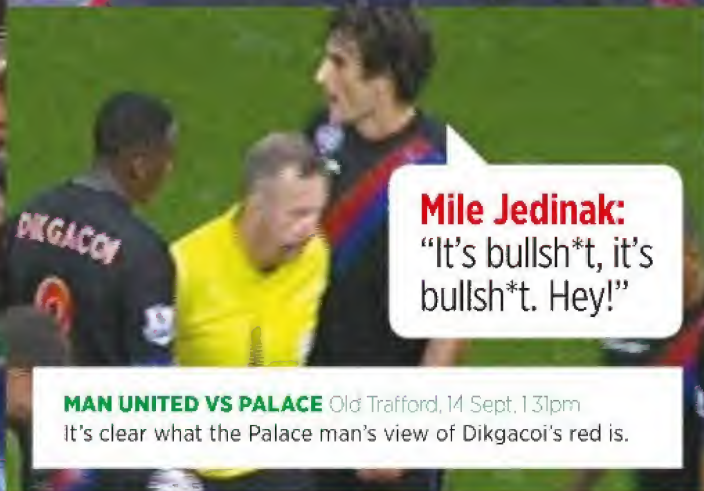 DIKGACOI
Mile Jedinak:
“It’s bullsh*t, it’s
bullsh*t. Hey!”
MAN UNITED VS PALACE Old Trafford, 14 Sept, 1.31pm
It’s clear what the Palace man’s view of Dikgacoi’s red is.